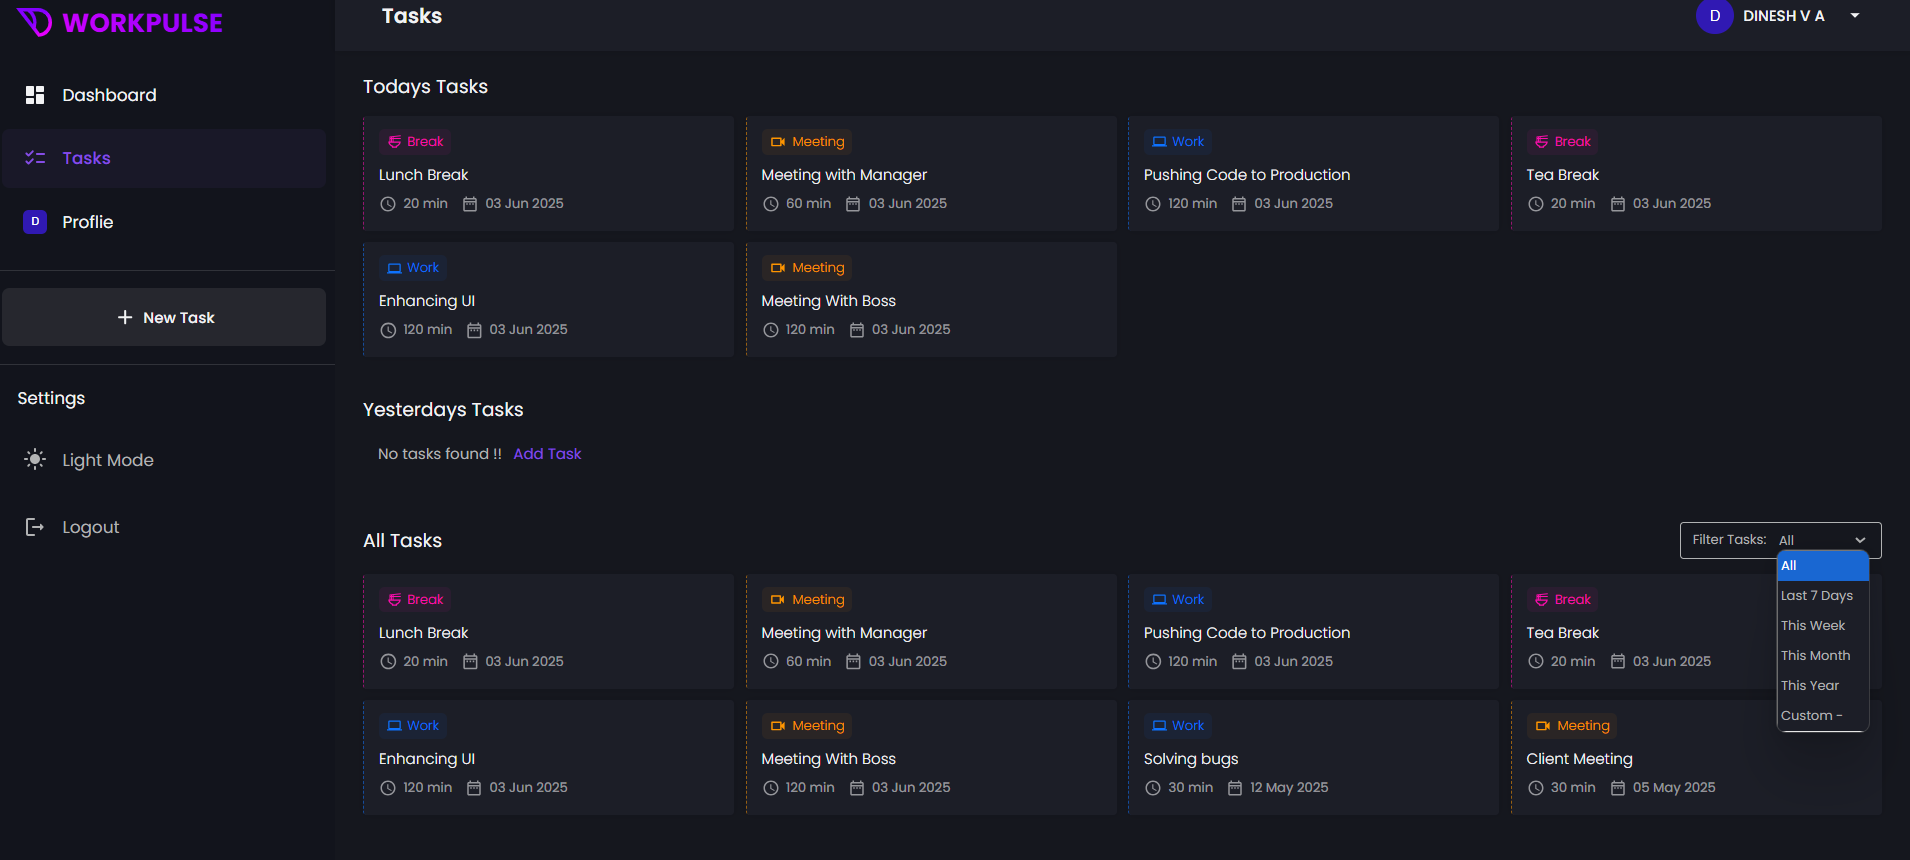 WORKPULSE
Tasks
D DINESH V A
Dashboard
Tasks
D Proflie
New Task
Settings
Light Mode
Logout
Todays Tasks
Break
Lunch Break
20 min 03 Jun 2025
Meeting
Meeting with Manager
60 min 03 Jun 2025
Work
Pushing Code to Production
120 min 03 Jun 2025
Break
Tea Break
20 min 03 Jun 2025
Work
Enhancing UI
120 min 03 Jun 2025
Meeting
Meeting With Boss
120 min 03 Jun 2025
Yesterdays Tasks
No tasks found !! Add Task
All Tasks
Filter Tasks: All
All
Last 7 Days
This Week
This Month
This Year
Custom -
Break
Lunch Break
20 min 03 Jun 2025
Meeting
Meeting with Manager
60 min 03 Jun 2025
Work
Pushing Code to Production
120 min 03 Jun 2025
Break
Tea Break
20 min 03 Jun 2025
Work
Enhancing UI
120 min 03 Jun 2025
Meeting
Meeting With Boss
120 min 03 Jun 2025
Work
Solving bugs
30 min 12 May 2025
Meeting
Client Meeting
30 min 05 May 2025